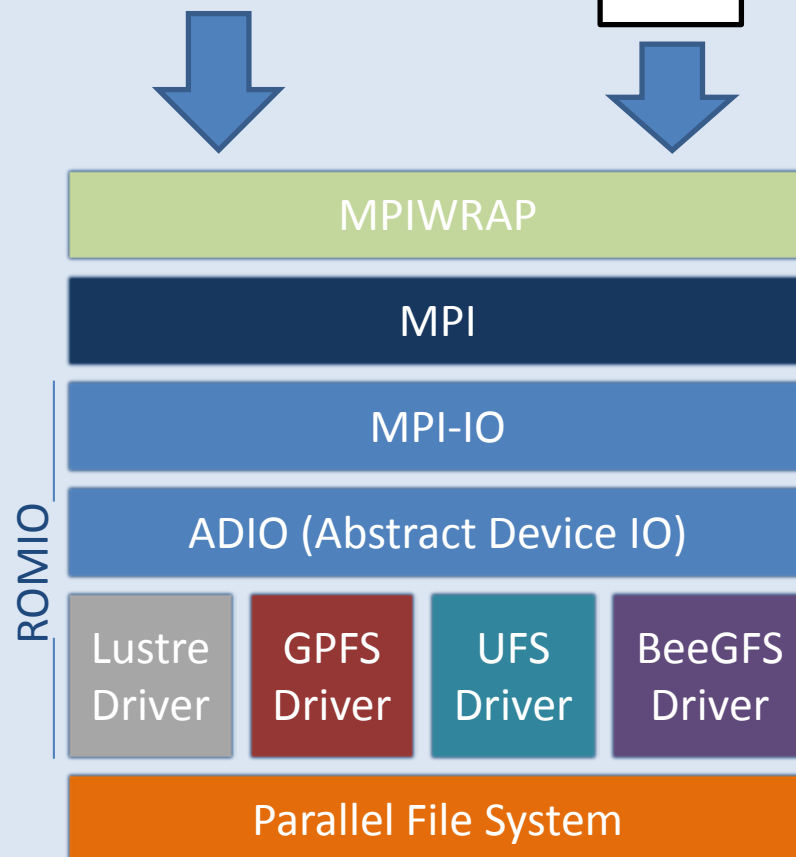 MPIWRAP
MPI
MPI-IO
ADIO (Abstract Device IO)
ROMIO
Lustre
Driver
GPFS
Driver
UFS
Driver
BeeGFS
Driver
Parallel File System